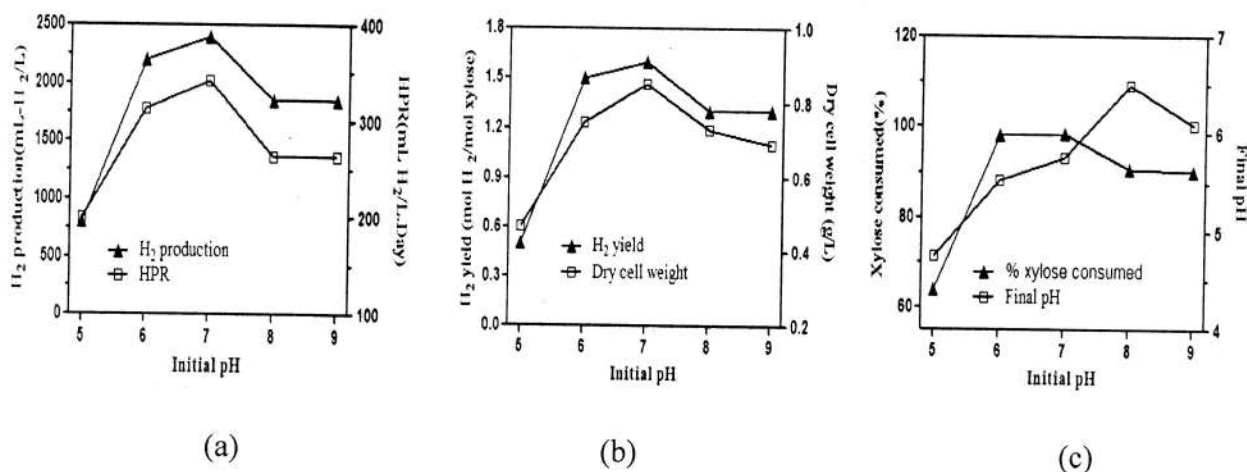 H2 production(mL-H2/L)
2500
2250
2000
1750
1500
1250
1000
750
500
250
0
400
300
200
100
HPR(mL H2/L.Day)
H2 production
HPR
5 6 7 8 9
Initial pH
(a)
H2 yield (mol H2/mol xylose)
1.8
1.5
1.2
0.9
0.6
0.3
0.0
1.0
0.8
0.6
0.4
0.2
Dry cell weight (g/L)
H2 yield
Dry cell weight
5 6 7 8 9
Initial pH
(b)
Xylose consumed(%)
120
100
80
60
7
6
5
4
Final pH
% xylose consumed
Final pH
5 6 7 8 9
Initial pH
(c)